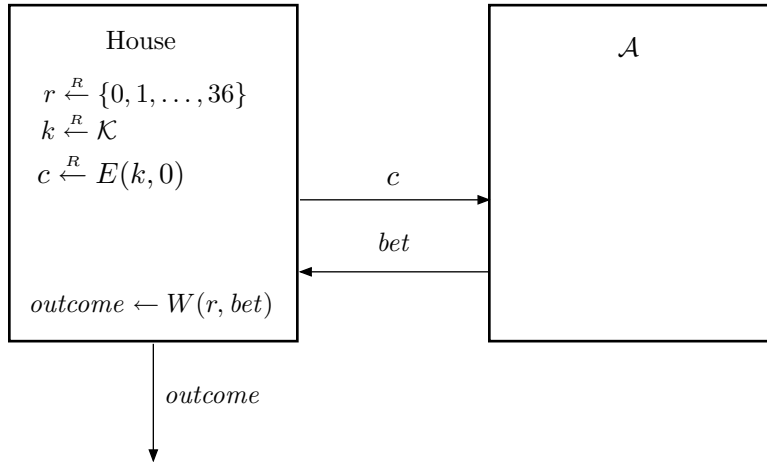 House
𝒜
r ←ᴿ {0, 1, …, 36}
k ←ᴿ 𝒦
c ←ᴿ E(k, 0)
c
bet
outcome ← W(r, bet)
outcome